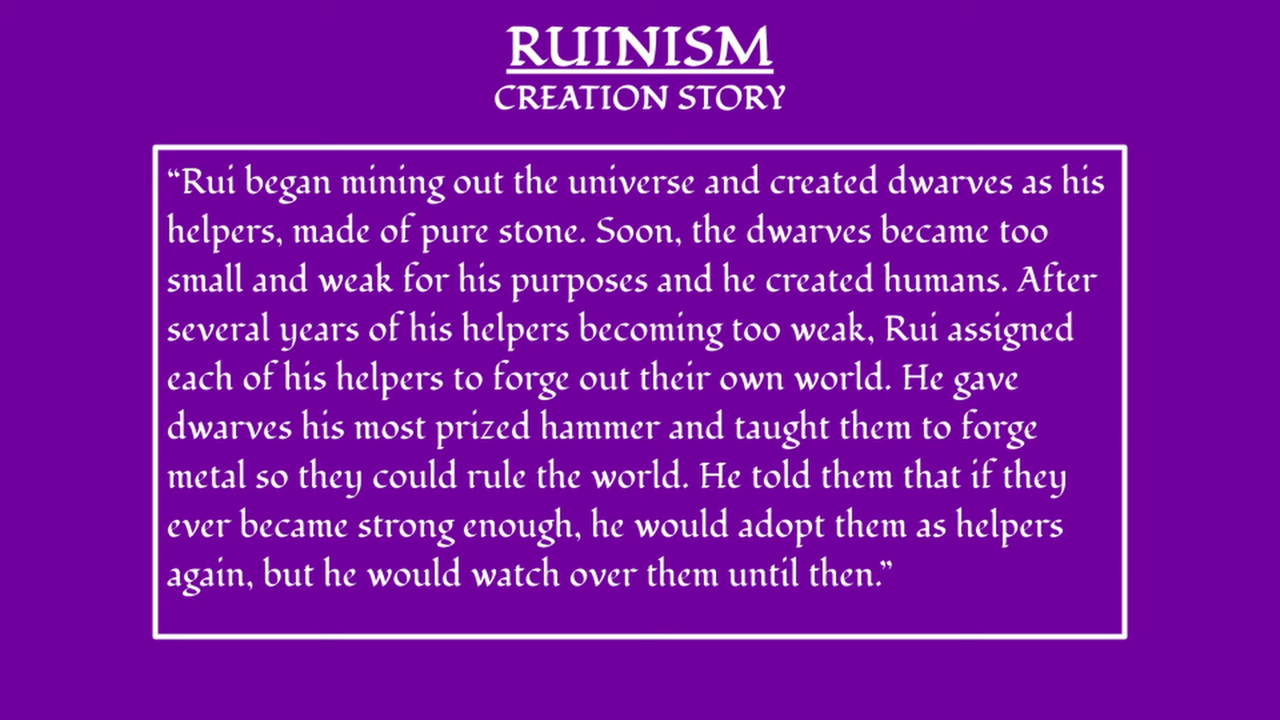 RUINISM
CREATION STORY
“Rui began mining out the universe and created dwarves as his
helpers, made of pure stone. Soon, the dwarves became too
small and weak for his purposes and he created humans. After
several years of his helpers becoming too weak, Rui assigned
each of his helpers to forge out their own world. He gave
dwarves his most prized hammer and taught them to forge
metal so they could rule the world. He told them that if they
ever became strong enough, he would adopt them as helpers
again, but he would watch over them until then.”